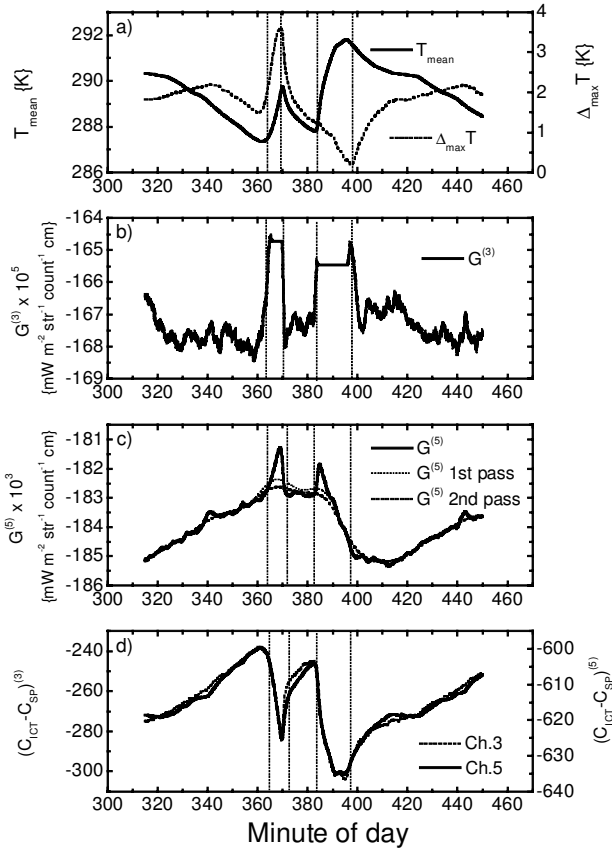 a)
T_mean {K}
292
290
288
286
T_mean
Δ_maxT
4
3
2
1
0
Δ_maxT {K}
300 320 340 360 380 400 420 440 460
b)
G^(3) x 10^5
{mW m^-2 str^-1 count^-1 cm}
-164
-165
-166
-167
-168
-169
G^(3)
300 320 340 360 380 400 420 440 460
c)
G^(5) x 10^3
{mW m^-2 str^-1 count^-1 cm}
-181
-182
-183
-184
-185
-186
G^(5)
G^(5) 1st pass
G^(5) 2nd pass
300 320 340 360 380 400 420 440 460
d)
(C_ICT-C_SP)^(3)
-240
-260
-280
-300
Ch.3
Ch.5
-600
-610
-620
-630
-640
(C_ICT-C_SP)^(5)
300 320 340 360 380 400 420 440 460
Minute of day